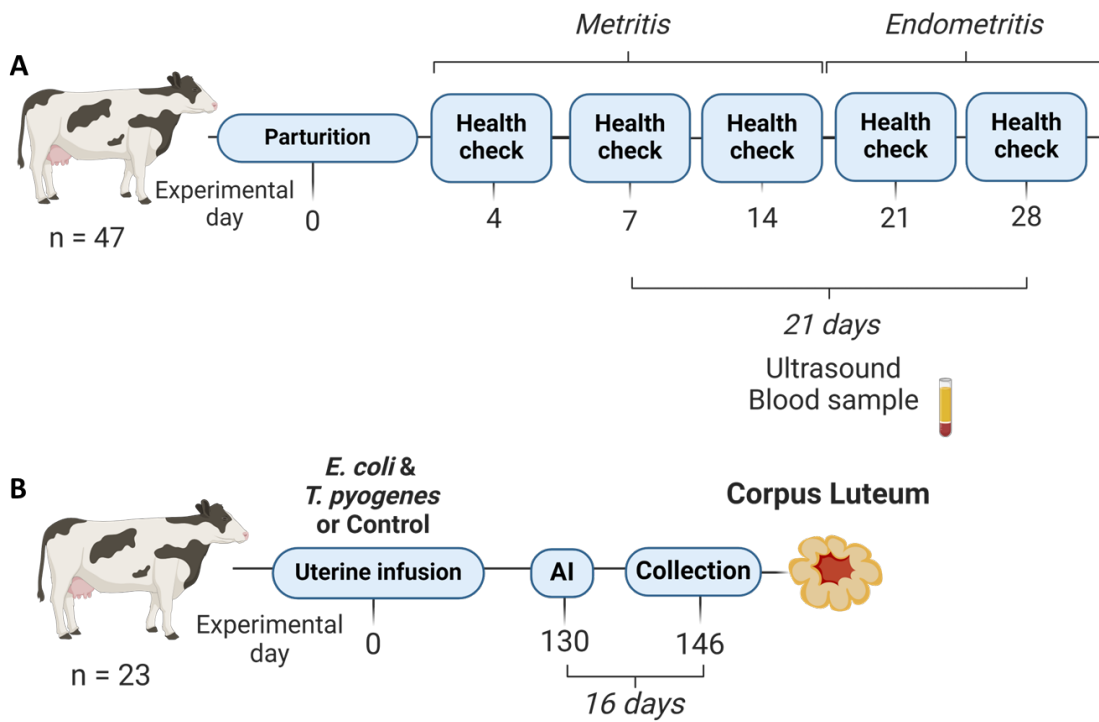 A
Metritis
Endometritis
Parturition
Health
check
Health
check
Health
check
Health
check
Health
check
Experimental
day
0
4
7
14
21
28
n = 47
21 days
Ultrasound
Blood sample
B
E. coli &
T. pyogenes
or Control
Corpus Luteum
Uterine infusion
AI
Collection
Experimental
day
0
130
146
n = 23
16 days